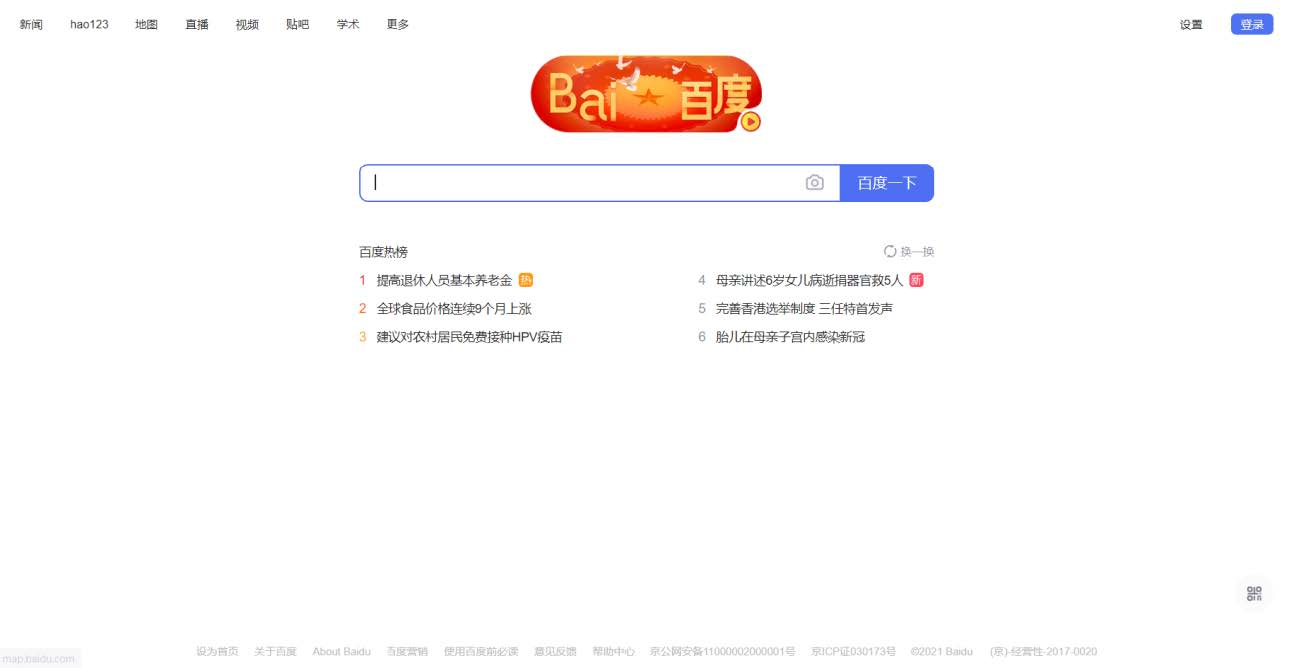 新闻 hao123 地图 直播 视频 贴吧 学术 更多 设置 登录
Bai 百度
百度一下
百度热榜 换一换
1 提高退休人员基本养老金 热
2 全球食品价格连续9个月上涨
3 建议对农村居民免费接种HPV疫苗
4 母亲讲述6岁女儿病逝捐器官救5人 新
5 完善香港选举制度 三任特首发声
6 胎儿在母亲子宫内感染新冠
设为首页 关于百度 About Baidu 百度营销 使用百度前必读 意见反馈 帮助中心 京公网安备11000002000001号 京ICP证030173号 ©2021 Baidu (京)-经营性-2017-0020
map.baidu.com